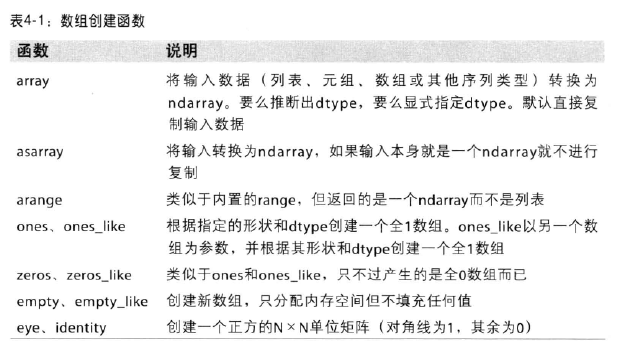 表4-1：数组创建函数
函数 说明
array 将输入数据（列表、元组、数组或其他序列类型）转换为
ndarray。要么推断出dtype，要么显式指定dtype。默认直接复
制输入数据
asarray 将输入转换为ndarray，如果输入本身就是一个ndarray就不进行
复制
arange 类似于内置的range，但返回的是一个ndarray而不是列表
ones、ones_like 根据指定的形状和dtype创建一个全1数组。ones_like以另一个数
组为参数，并根据其形状和dtype创建一个全1数组
zeros、zeros_like 类似于ones和ones_like，只不过产生的是全0数组而已
empty、empty_like 创建新数组，只分配内存空间但不填充任何值
eye、identity 创建一个正方的N×N单位矩阵（对角线为1，其余为0）